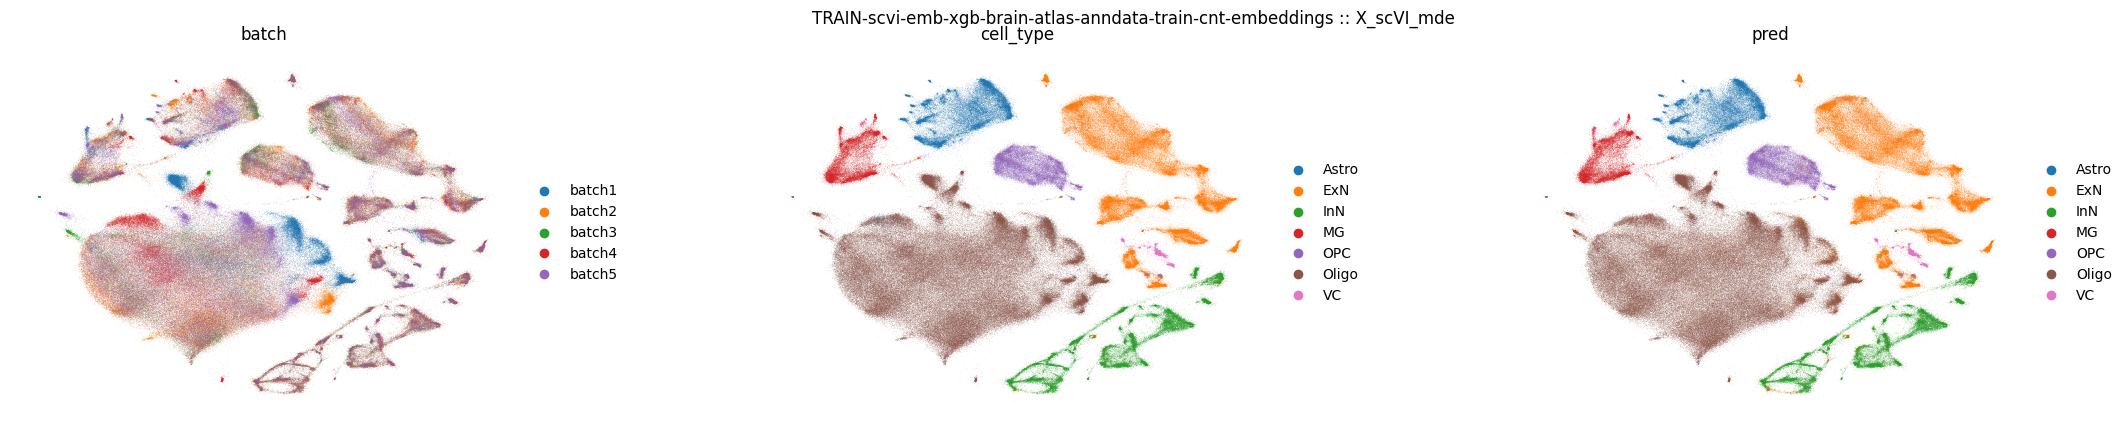 TRAIN-scvi-emb-xgb-brain-atlas-anndata-train-cnt-embeddings :: X_scVI_mde
batch
batch1
batch2
batch3
batch4
batch5
cell_type
Astro
ExN
InN
MG
OPC
Oligo
VC
pred
Astro
ExN
InN
MG
OPC
Oligo
VC